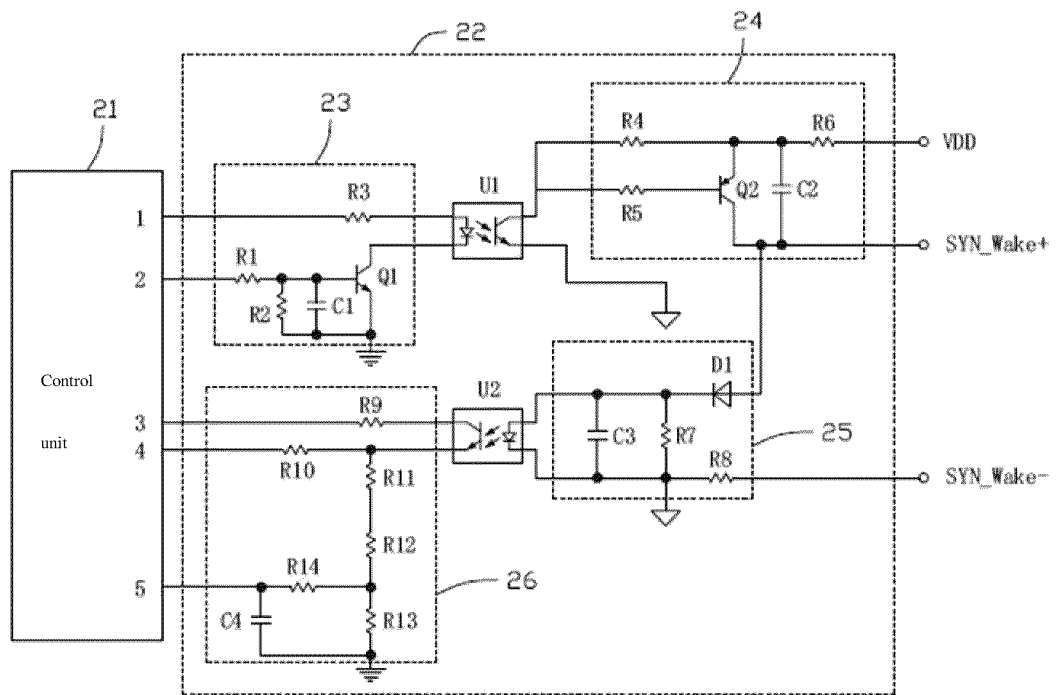 22
24
21
23
R4
R6
VDD
U1
R3
Q2
C2
1
R5
SYN_Wake+
R1
2
Q1
R2
C1
D1
U2
Control
R9
3
C3
R7
unit
4
25
R10
R8
R11
SYN_Wake-
R12
R14
26
5
C4
R13